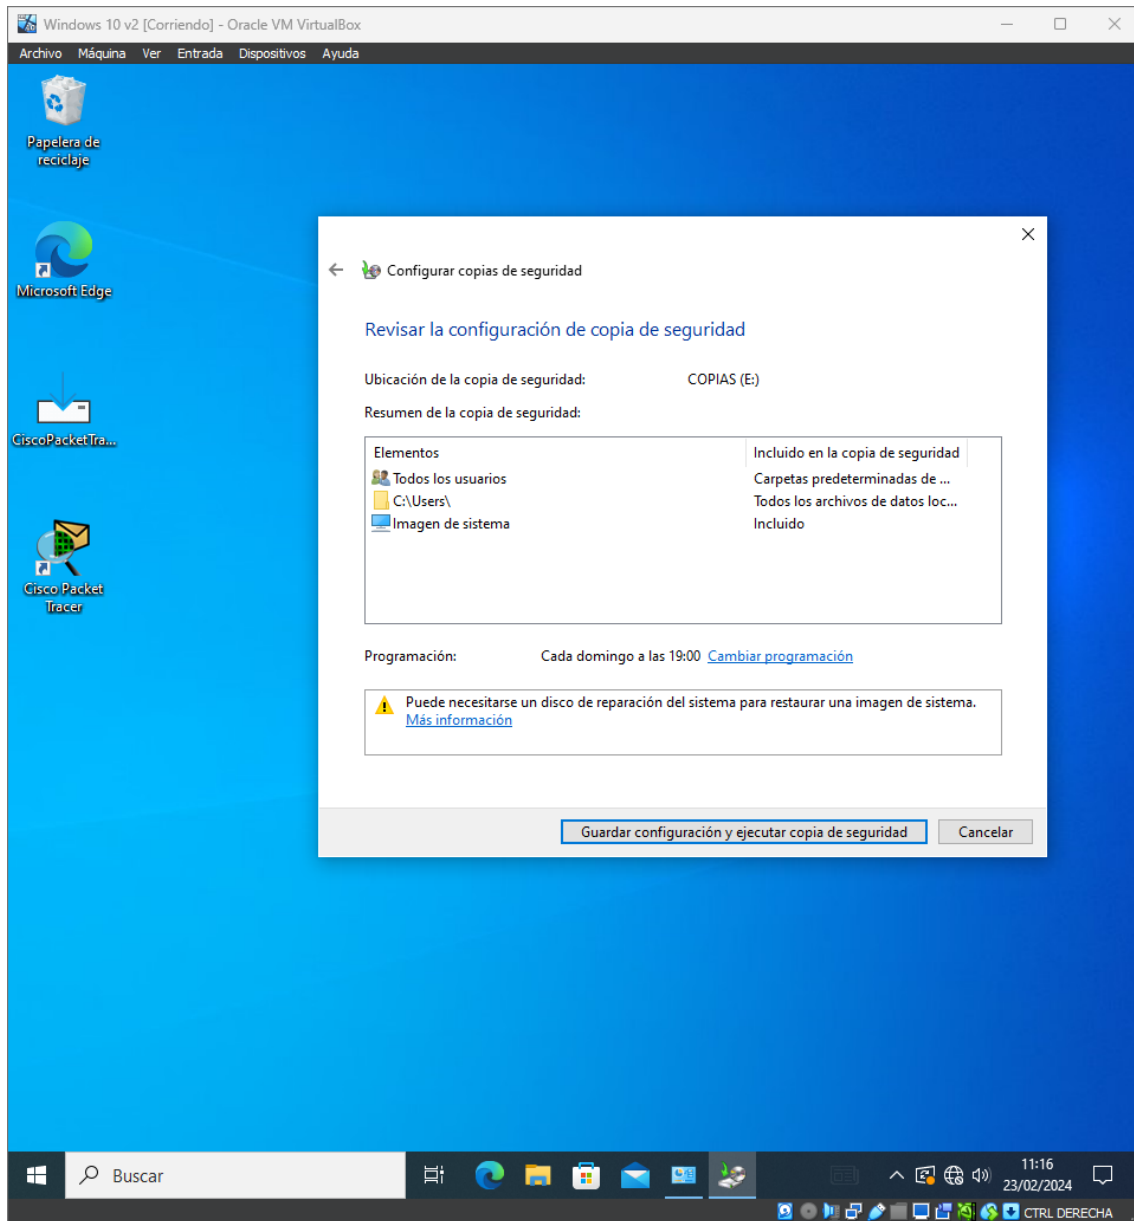 Windows 10 v2 [Corriendo] - Oracle VM VirtualBox
Archivo Máquina Ver Entrada Dispositivos Ayuda
Papelera de
reciclaje
Microsoft Edge
CiscoPacketTra...
Cisco Packet
Tracer
Configurar copias de seguridad
Revisar la configuración de copia de seguridad
Ubicación de la copia de seguridad: COPIAS (E:)
Resumen de la copia de seguridad:
Elementos Incluido en la copia de seguridad
Todos los usuarios Carpetas predeterminadas de ...
C:\Users\ Todos los archivos de datos loc...
Imagen de sistema Incluido
Programación: Cada domingo a las 19:00 Cambiar programación
Puede necesitarse un disco de reparación del sistema para restaurar una imagen de sistema.
Más información
Guardar configuración y ejecutar copia de seguridad Cancelar
Buscar
11:16
23/02/2024
CTRL DERECHA